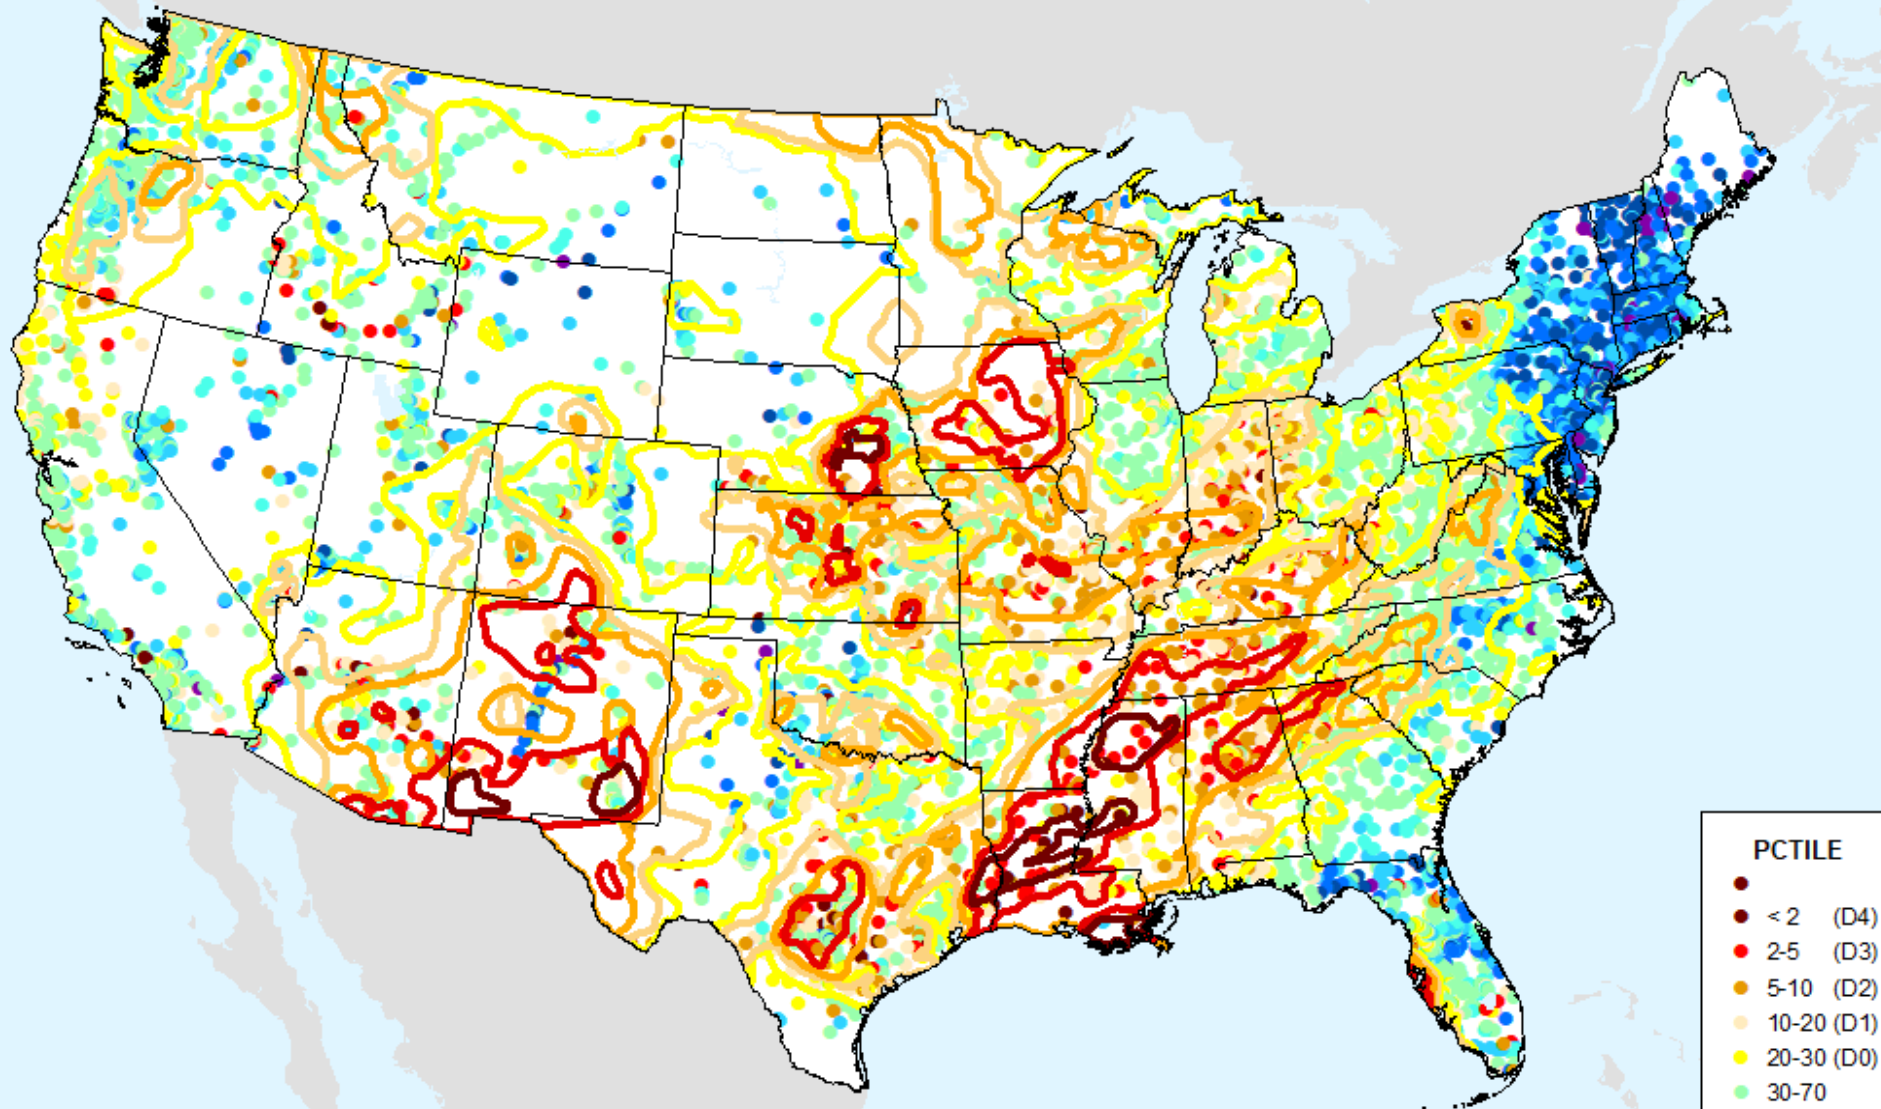 PCTILE
< 2 (D4)
2-5 (D3)
5-10 (D2)
10-20 (D1)
20-30 (D0)
30-70